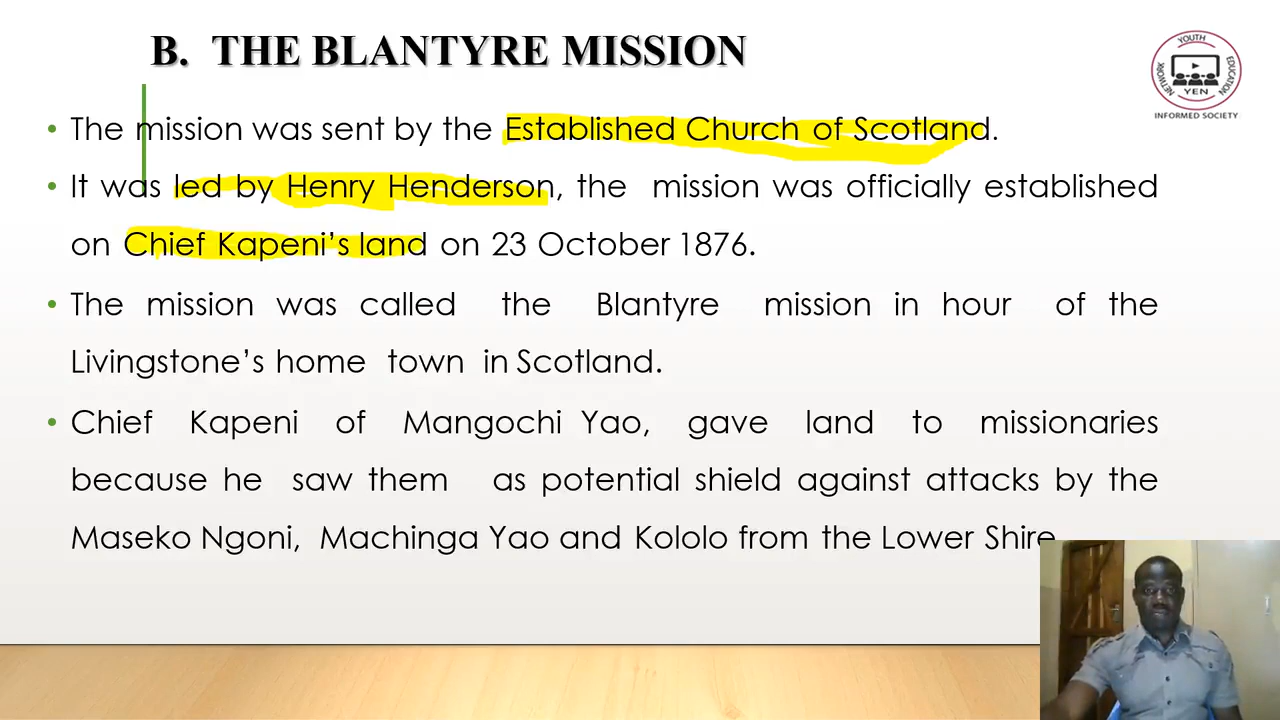 B. THE BLANTYRE MISSION
YOUTH
EDUCATION
NETWORK
YEN
INFORMED SOCIETY
• The mission was sent by the Established Church of Scotland.
• It was led by Henry Henderson, the mission was officially established
on Chief Kapeni’s land on 23 October 1876.
• The mission was called the Blantyre mission in hour of the
Livingstone’s home town in Scotland.
• Chief Kapeni of Mangochi Yao, gave land to missionaries
because he saw them as potential shield against attacks by the
Maseko Ngoni, Machinga Yao and Kololo from the Lower Shire